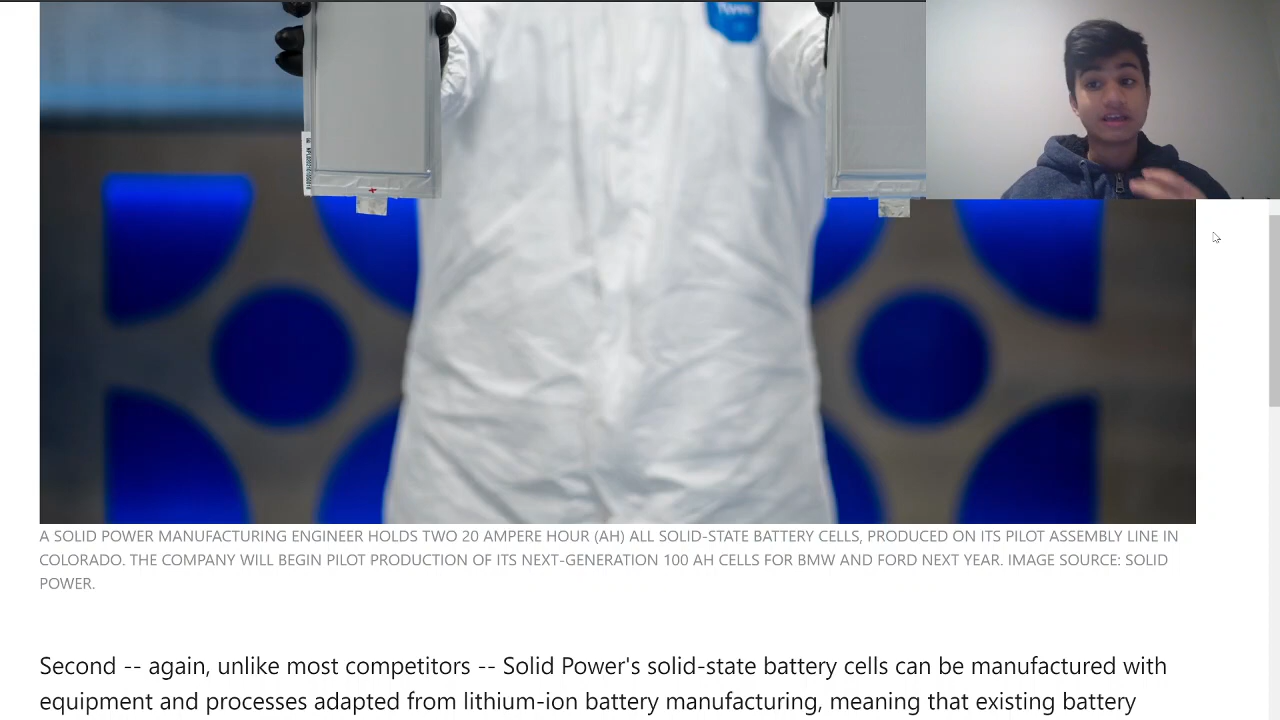 A SOLID POWER MANUFACTURING ENGINEER HOLDS TWO 20 AMPERE HOUR (AH) ALL SOLID-STATE BATTERY CELLS, PRODUCED ON ITS PILOT ASSEMBLY LINE IN
COLORADO. THE COMPANY WILL BEGIN PILOT PRODUCTION OF ITS NEXT-GENERATION 100 AH CELLS FOR BMW AND FORD NEXT YEAR. IMAGE SOURCE: SOLID
POWER.
Second -- again, unlike most competitors -- Solid Power's solid-state battery cells can be manufactured with
equipment and processes adapted from lithium-ion battery manufacturing, meaning that existing battery